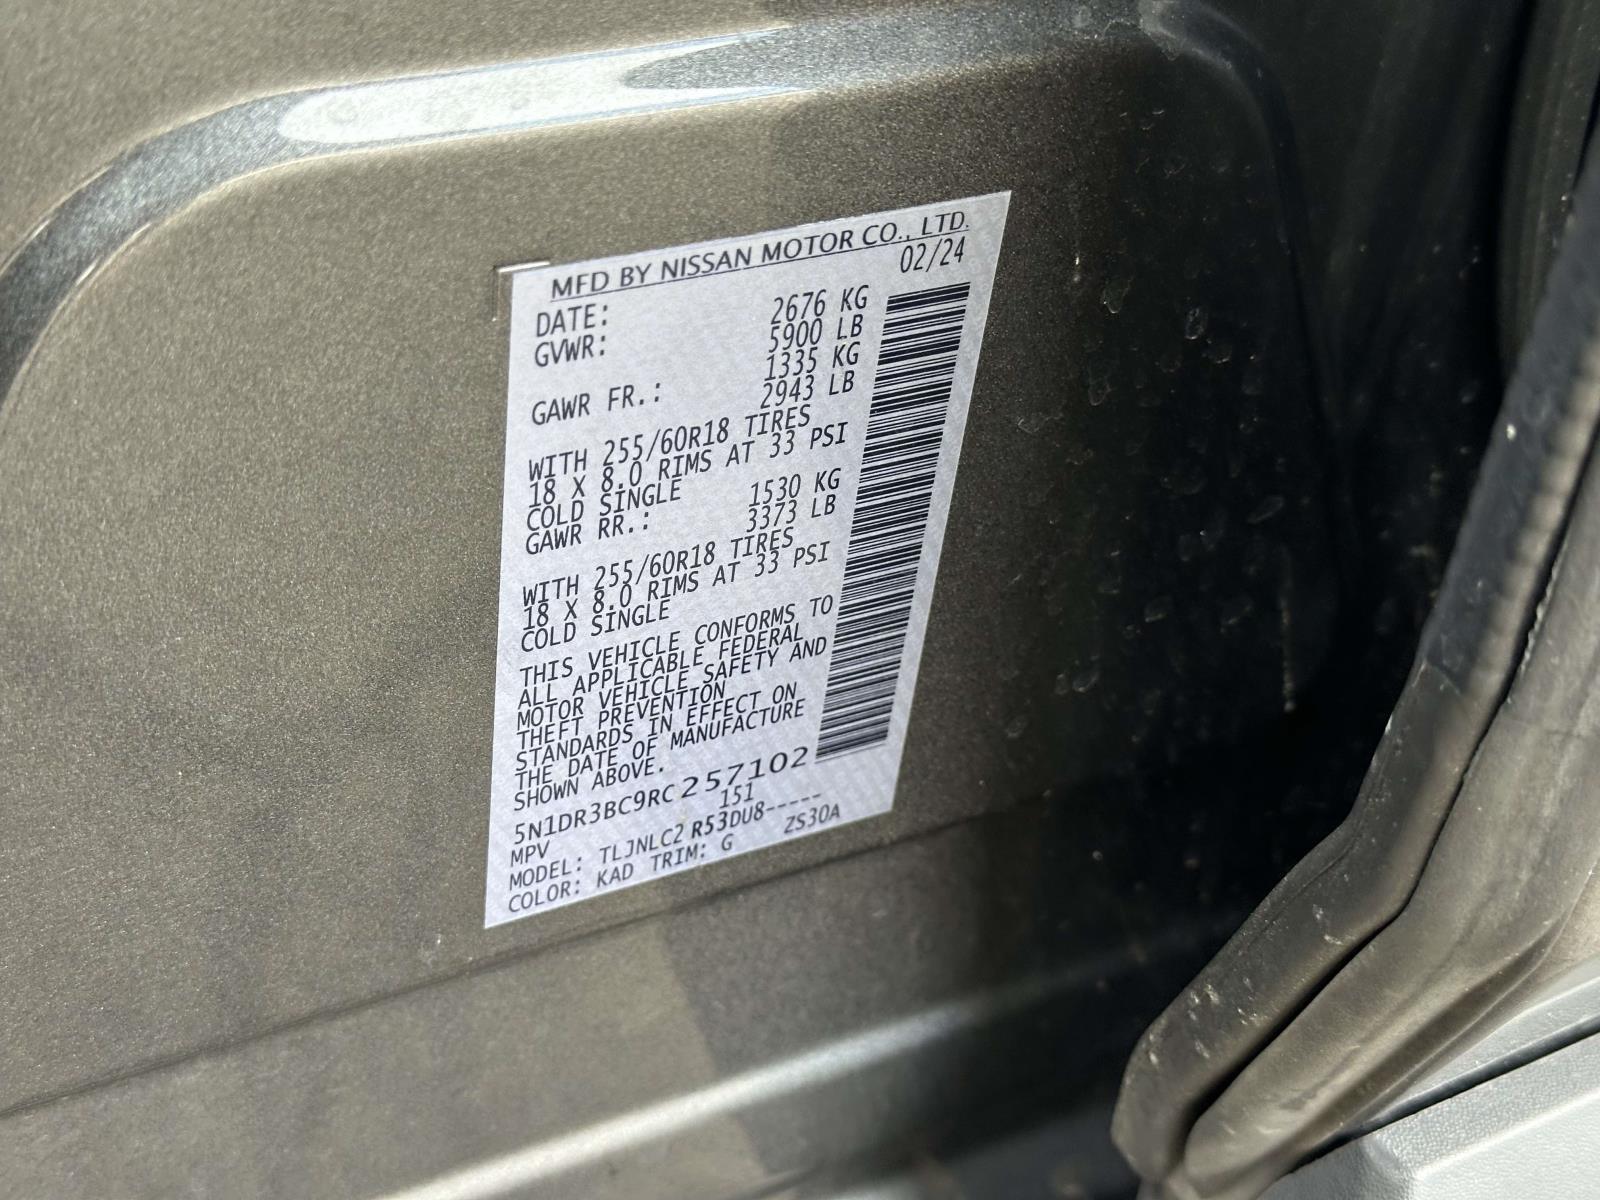 MFD BY NISSAN MOTOR CO., LTD.
DATE: 02/24
GVWR: 2676 KG
5900 LB
GAWR FR.: 1335 KG
2943 LB
WITH 255/60R18 TIRES
18 X 8.0 RIMS AT 33 PSI
COLD SINGLE
GAWR RR.: 1530 KG
3373 LB
WITH 255/60R18 TIRES
18 X 8.0 RIMS AT 33 PSI
COLD SINGLE
THIS VEHICLE CONFORMS TO
ALL APPLICABLE FEDERAL
MOTOR VEHICLE SAFETY AND
THEFT PREVENTION
STANDARDS IN EFFECT ON
THE DATE OF MANUFACTURE
SHOWN ABOVE.
5N1DR3BC9RC257102
MPV 151
MODEL: TLJNLC2 R53DU8-----
COLOR: KAD TRIM: G ZS30A